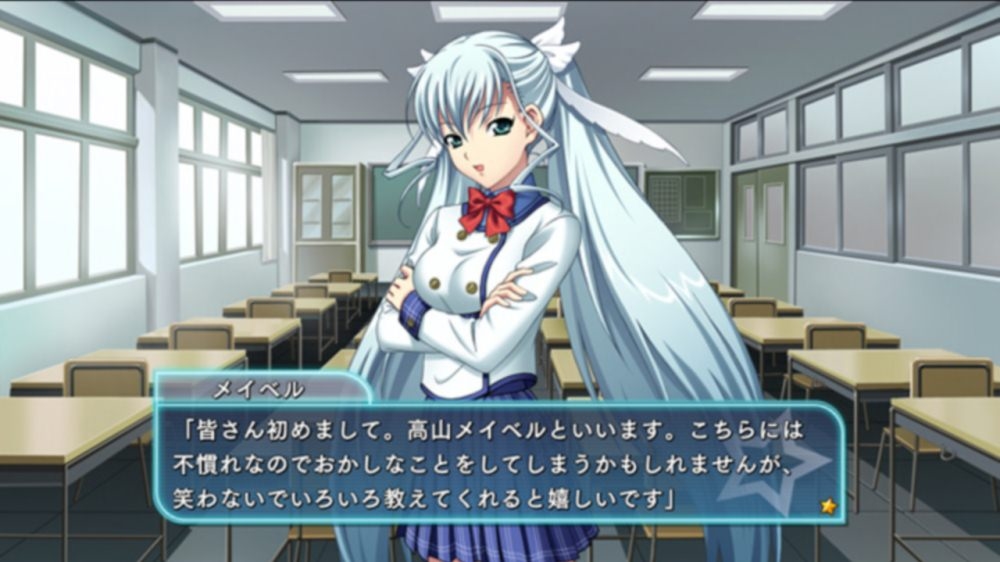 メイベル
「皆さん初めまして。高山メイベルといいます。こちらには
不慣れなのでおかしなことをしてしまうかもしれませんが、
笑わないでいろいろ教えてくれると嬉しいです」